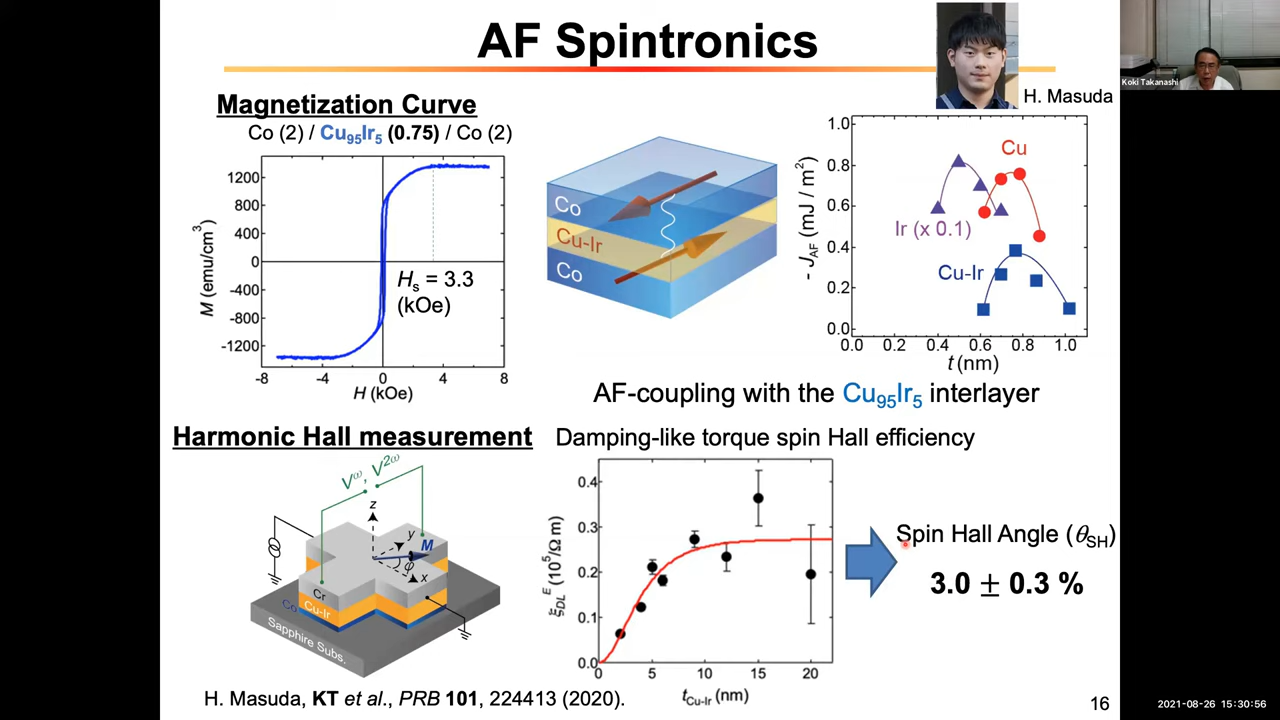 AF Spintronics
Koki Takanashi
H. Masuda
Magnetization Curve
Co (2) / Cu95Ir5 (0.75) / Co (2)
1200
800
400
0
-400
-800
-1200
M (emu/cm3)
Hs = 3.3
(kOe)
-8 -4 0 4 8
H (kOe)
Co
Cu-Ir
Co
1.0
0.8
0.6
0.4
0.2
0.0
- JAF (mJ / m2)
Cu
Ir (x 0.1)
Cu-Ir
0.0 0.2 0.4 0.6 0.8 1.0
t (nm)
AF-coupling with the Cu95Ir5 interlayer
Harmonic Hall measurement
Vω, V2ω
z
y
M
φ
x
Cr
Cu-Ir
Co
Sapphire Subs.
Damping-like torque spin Hall efficiency
0.4
0.3
0.2
0.1
0.0
ξDL E (105/Ω m)
0 5 10 15 20
tCu-Ir (nm)
Spin Hall Angle (θSH)
3.0 ± 0.3 %
H. Masuda, KT et al., PRB 101, 224413 (2020).
16
2021-08-26 15:30:56